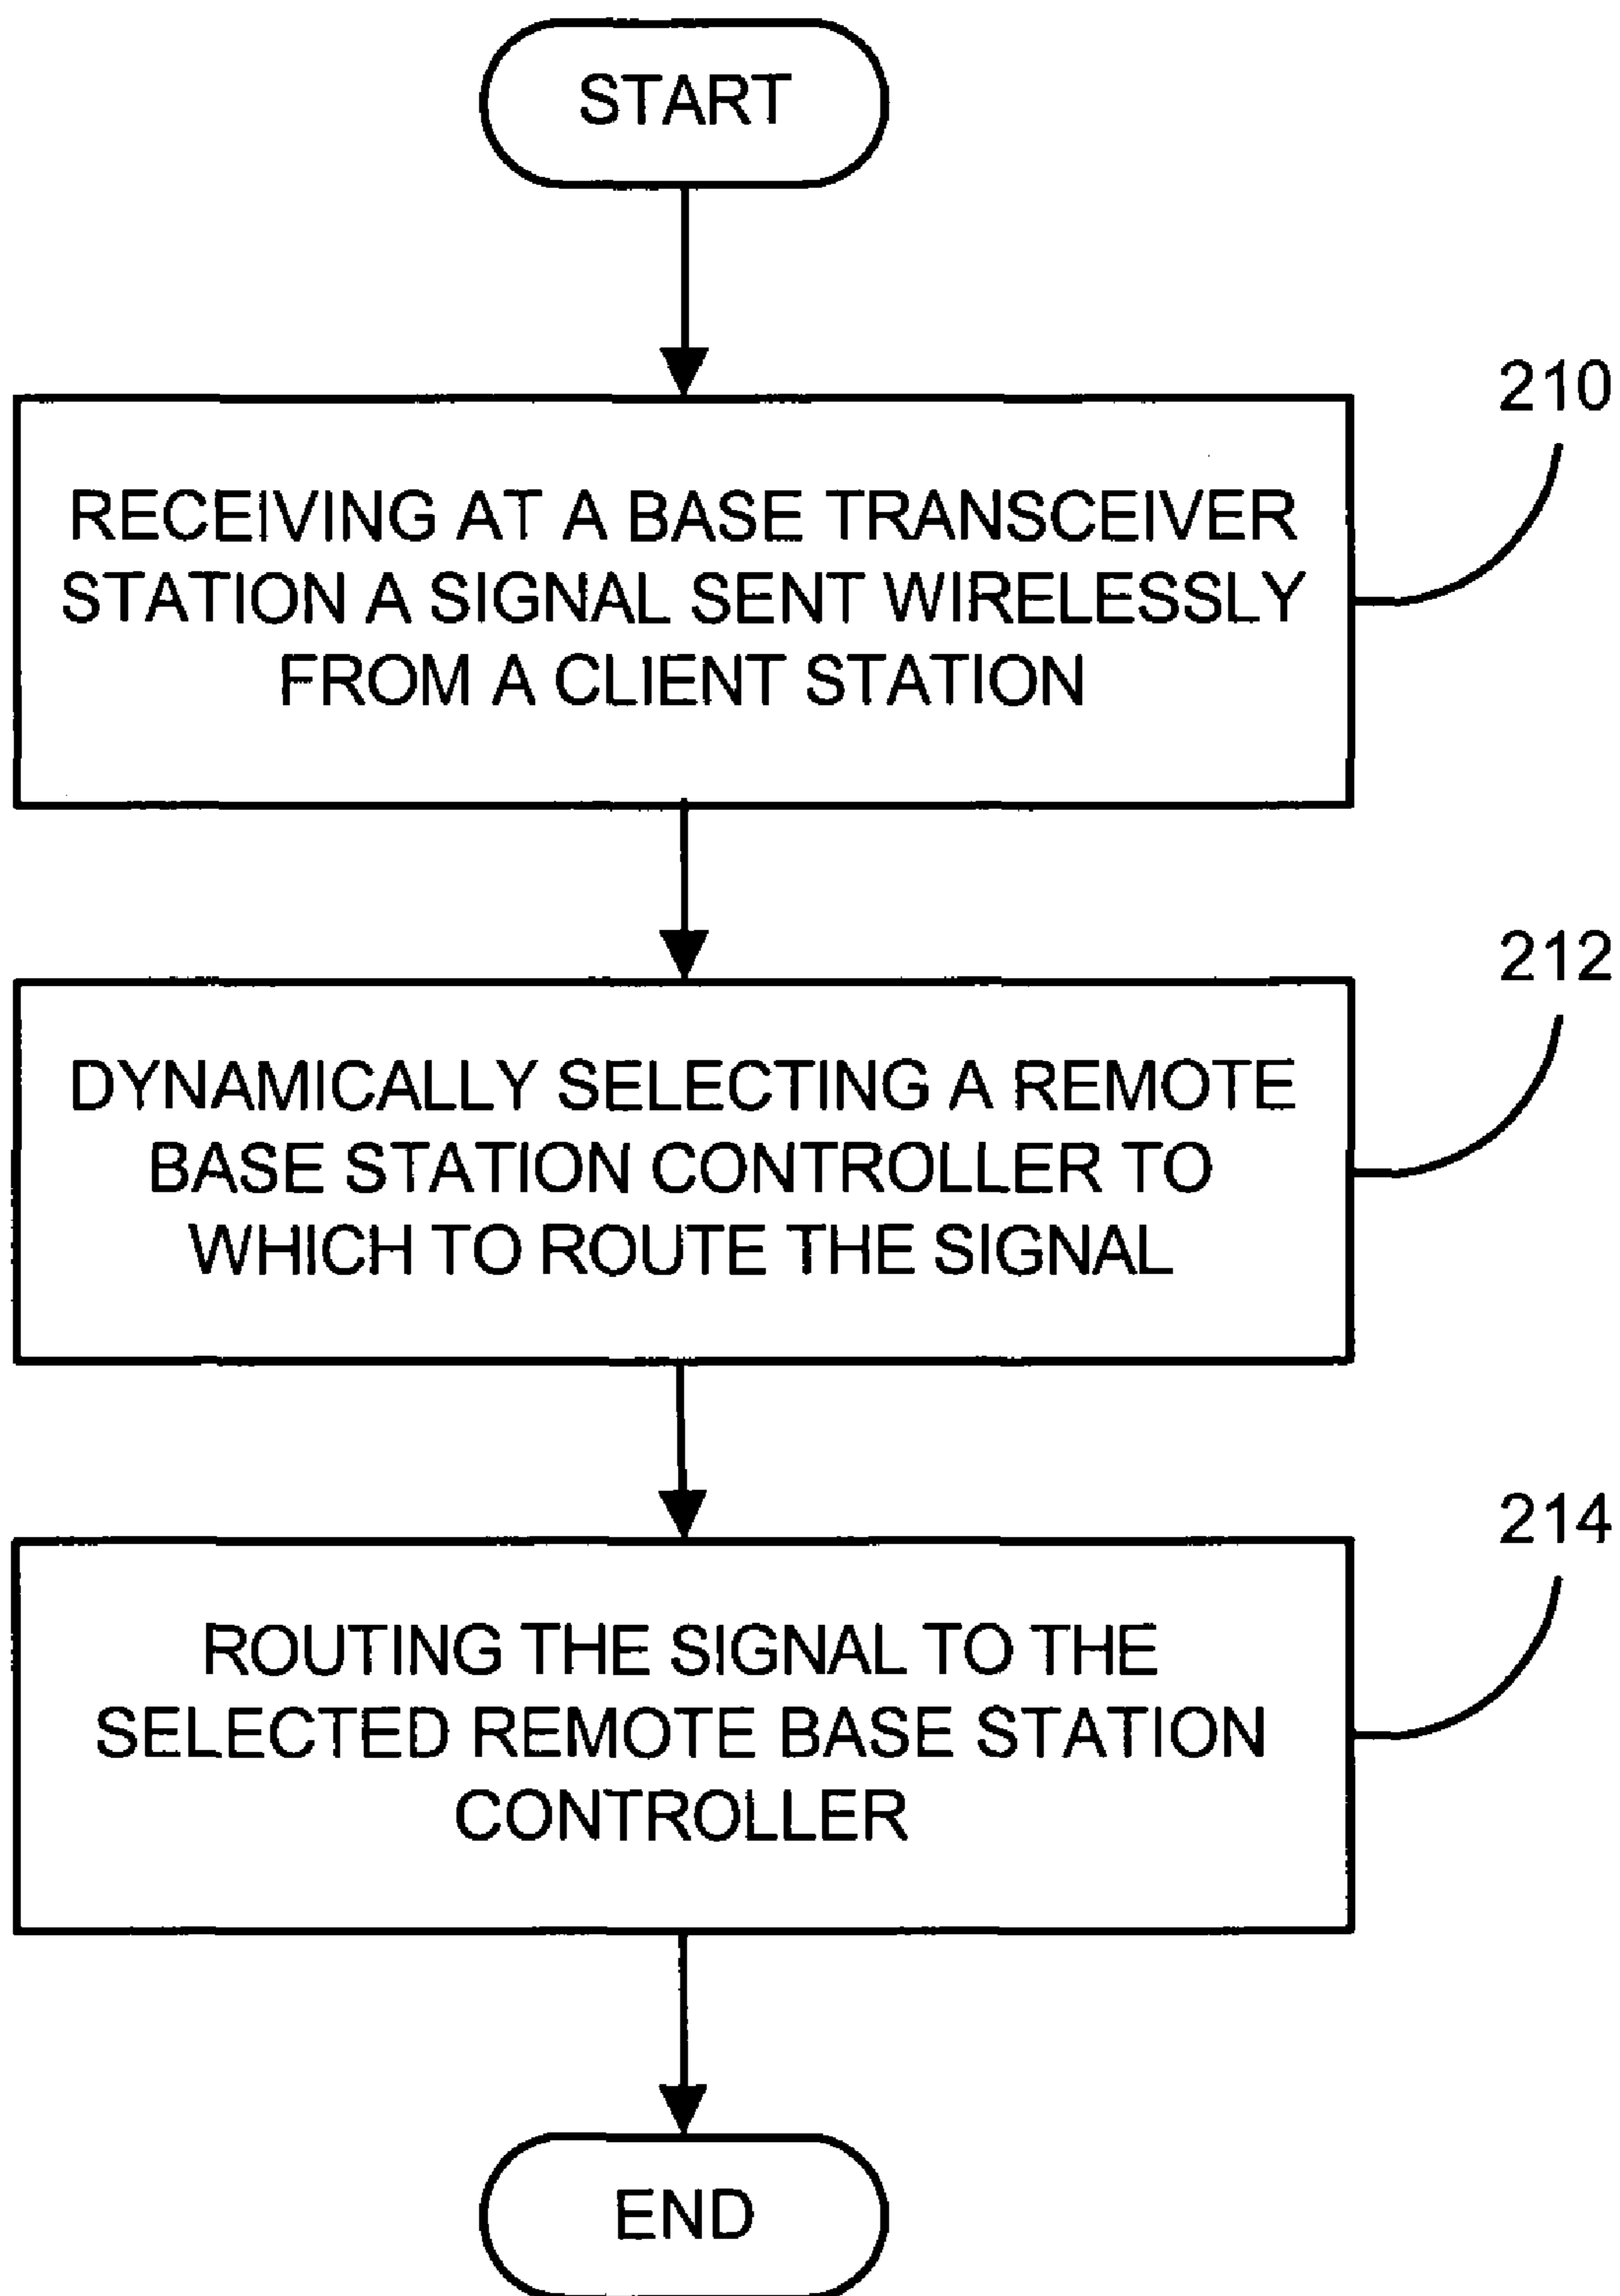 START
210
RECEIVING AT A BASE TRANSCEIVER
STATION A SIGNAL SENT WIRELESSLY
FROM A CLIENT STATION
212
DYNAMICALLY SELECTING A REMOTE
BASE STATION CONTROLLER TO
WHICH TO ROUTE THE SIGNAL
214
ROUTING THE SIGNAL TO THE
SELECTED REMOTE BASE STATION
CONTROLLER
END